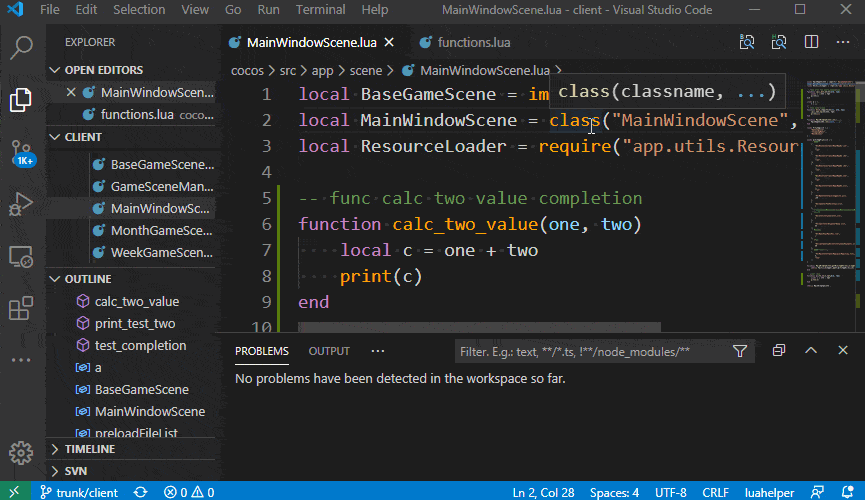 File Edit Selection View Go Run Terminal Help MainWindowScene.lua - client - Visual Studio Code
EXPLORER
OPEN EDITORS
MainWindowScen...
functions.lua coco...
CLIENT
BaseGameScene...
GameSceneMan...
MainWindowSc...
MonthGameSce...
WeekGameScen...
OUTLINE
calc_two_value
print_test_two
test_completion
a
BaseGameScene
MainWindowScene
preloadFileList
TIMELINE
SVN
1K+
MainWindowScene.lua functions.lua
cocos > src > app > scene > MainWindowScene.lua >
class(classname, ...)
1 local BaseGameScene = im
2 local MainWindowScene = class("MainWindowScene",
3 local ResourceLoader = require("app.utils.Resour
4
5 -- func calc two value completion
6 function calc_two_value(one, two)
7 local c = one + two
8 print(c)
9 end
10
PROBLEMS OUTPUT ... Filter. E.g.: text, **/*.ts, !**/node_modules/**
No problems have been detected in the workspace so far.
trunk/client 0 0 Ln 2, Col 28 Spaces: 4 UTF-8 CRLF luahelper